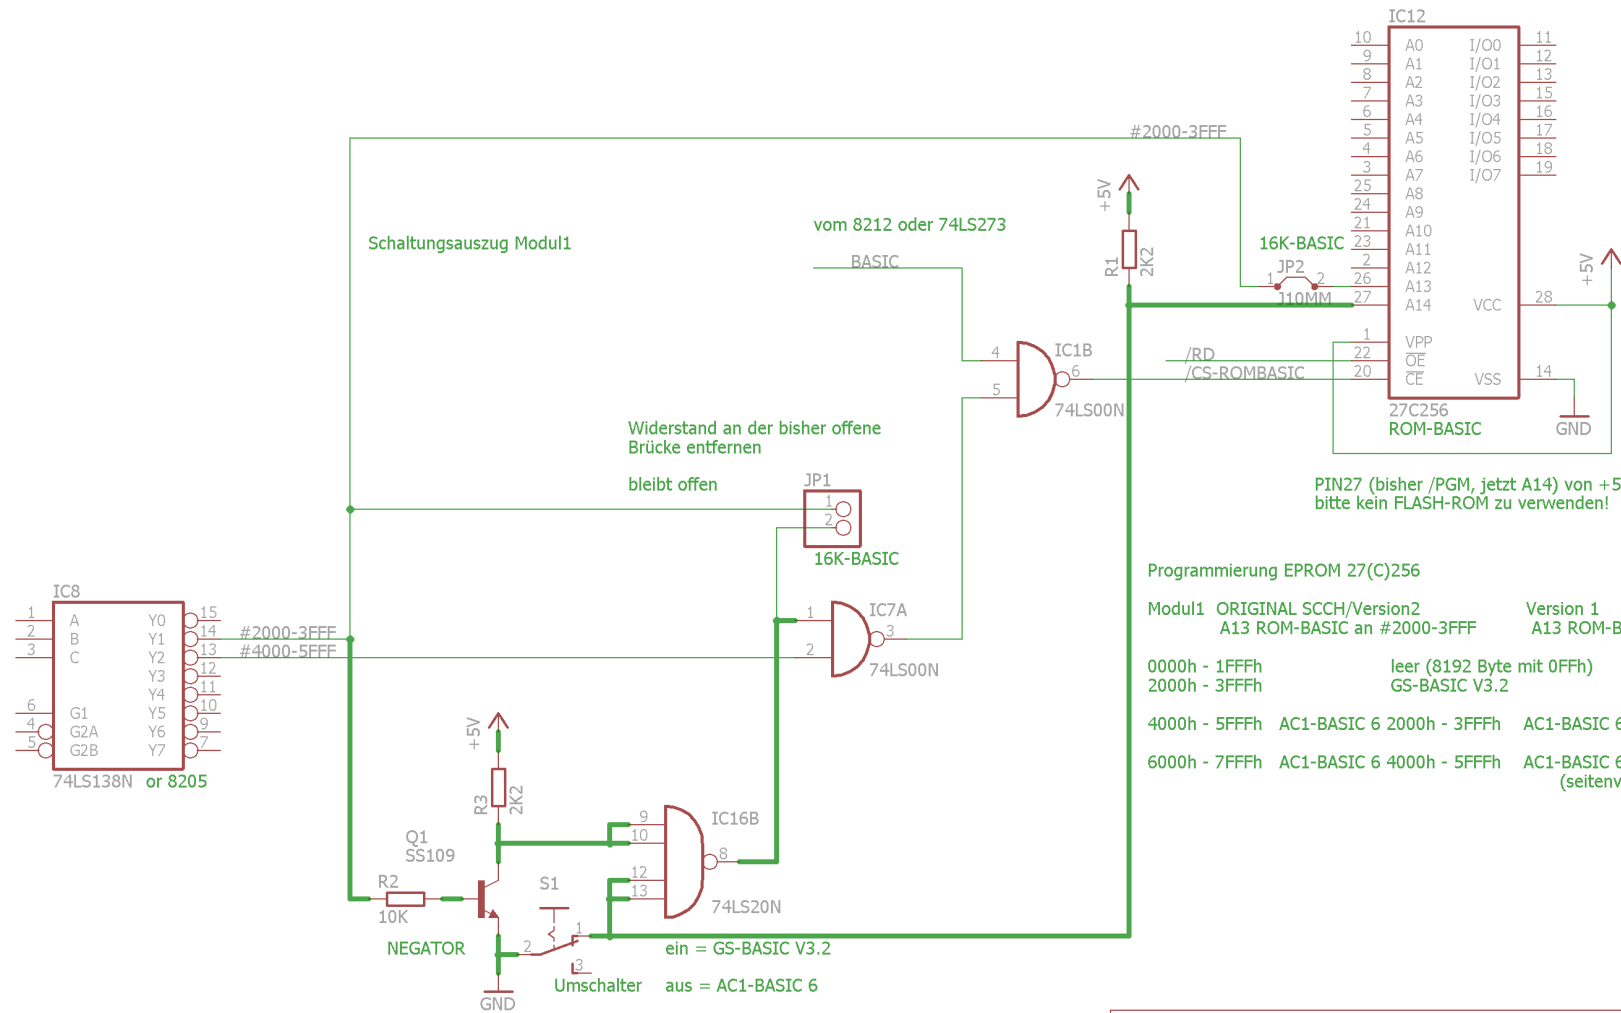 IC12
10 A0 I/O0 11
9 A1 I/O1 12
8 A2 I/O2 13
7 A3 I/O3 15
6 A4 I/O4 16
5 A5 I/O5 17
4 A6 I/O6 18
3 A7 I/O7 19
25 A8
24 A9
21 A10
23 A11
2 A12
26 A13
27 A14 VCC 28
1 VPP
22 OE
20 CE VSS 14
27C256
ROM-BASIC
GND
+5V
#2000-3FFF
+5V
R1
2K2
16K-BASIC
JP2
1 2
J10MM
vom 8212 oder 74LS273
BASIC
Schaltungsauszug Modul1
4
5
6
IC1B
74LS00N
/RD
/CS-ROMBASIC
Widerstand an der bisher offene
Brücke entfernen
bleibt offen
JP1
1
2
16K-BASIC
PIN27 (bisher /PGM, jetzt A14) von +5
bitte kein FLASH-ROM zu verwenden!
IC8
1 A Y0 15
2 B Y1 14
3 C Y2 13
Y3 12
Y4 11
6 G1 Y5 10
4 G2A Y6 9
5 G2B Y7 7
74LS138N or 8205
#2000-3FFF
#4000-5FFF
IC7A
1
2
3
74LS00N
Programmierung EPROM 27(C)256
Modul1 ORIGINAL SCCH/Version2 Version 1
A13 ROM-BASIC an #2000-3FFF A13 ROM-B
0000h - 1FFFh leer (8192 Byte mit 0FFh)
2000h - 3FFFh GS-BASIC V3.2
4000h - 5FFFh AC1-BASIC 6 2000h - 3FFFh AC1-BASIC 6
6000h - 7FFFh AC1-BASIC 6 4000h - 5FFFh AC1-BASIC 6
(seitenv
+5V
R3
2K2
Q1
SS109
R2
10K
NEGATOR
GND
IC16B
9
10
12
13
8
74LS20N
S1
1
2
3
ein = GS-BASIC V3.2
Umschalter aus = AC1-BASIC 6